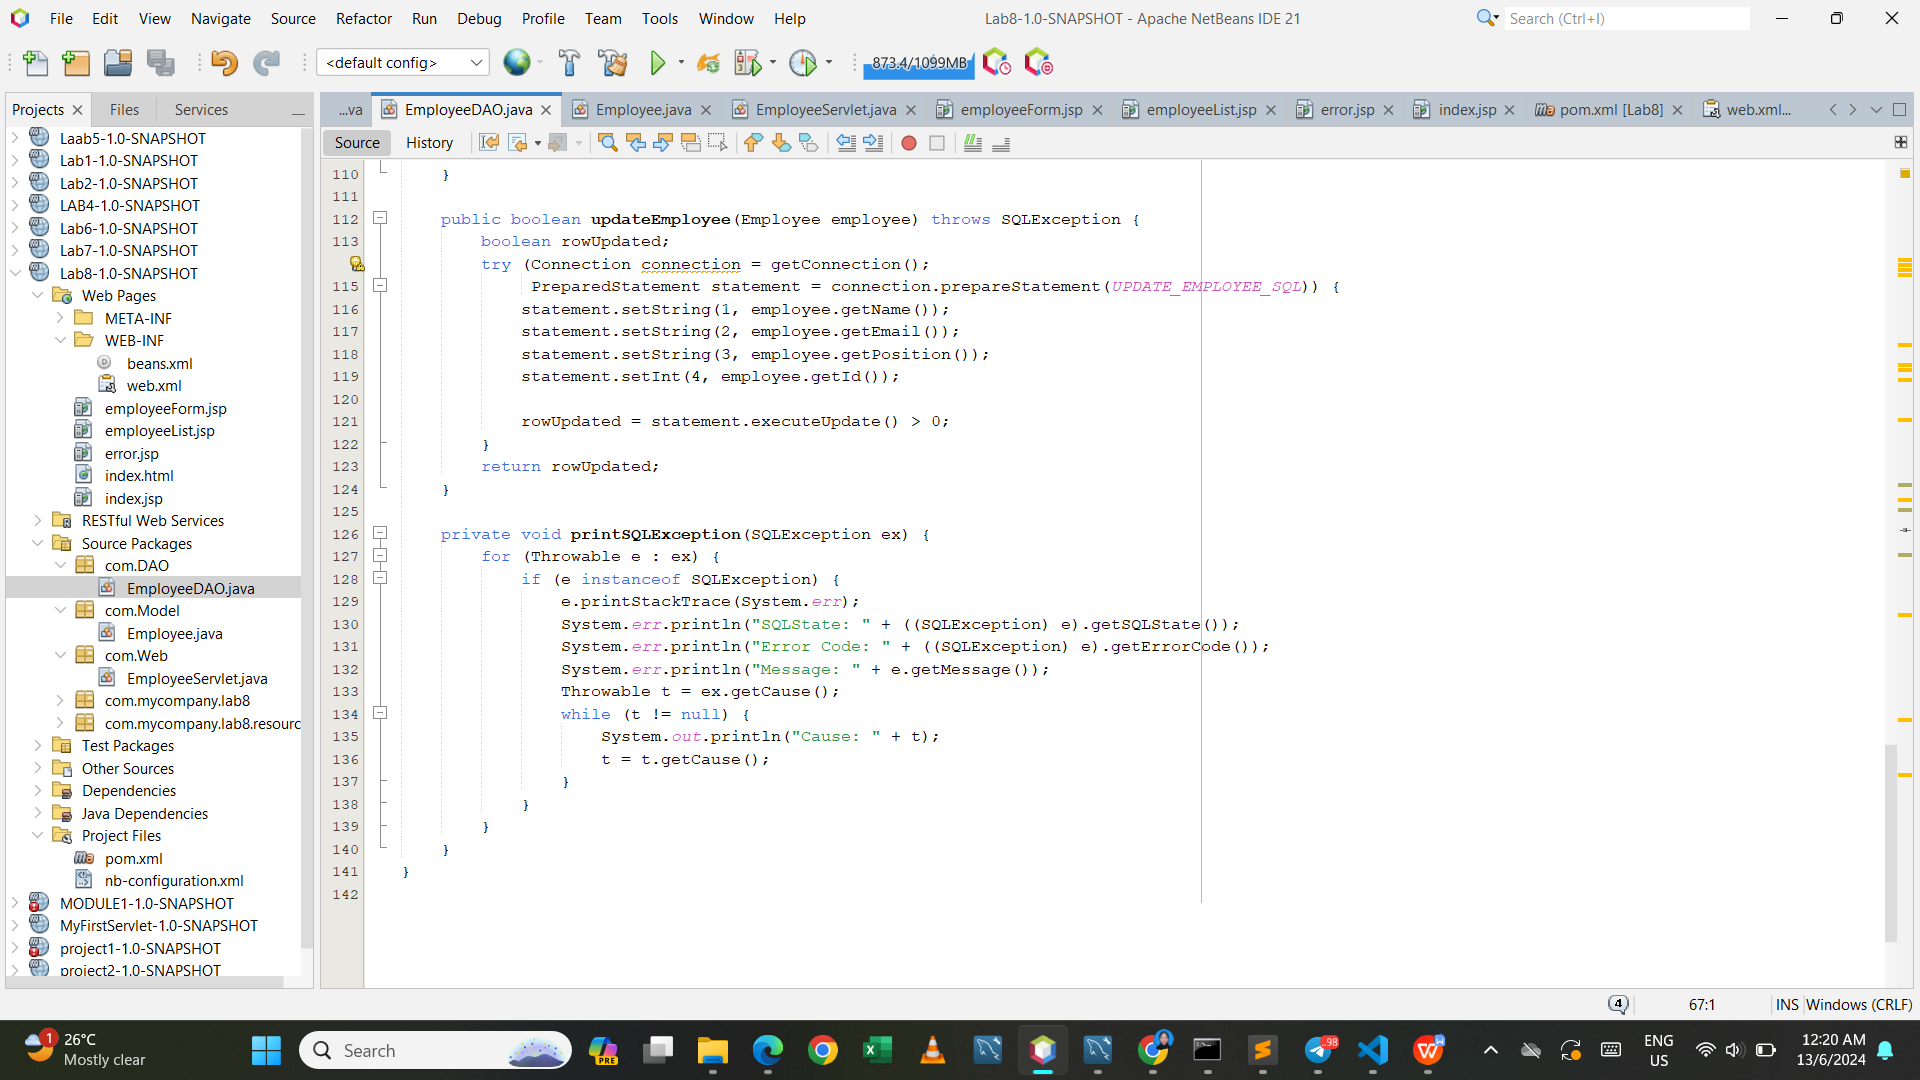 File Edit View Navigate Source Refactor Run Debug Profile Team Tools Window Help
Lab8-1.0-SNAPSHOT - Apache NetBeans IDE 21
Search (Ctrl+I)
<default config>
873.4/1099MB
Projects Files Services
...va EmployeeDAO.java Employee.java EmployeeServlet.java employeeForm.jsp employeeList.jsp error.jsp index.jsp pom.xml [Lab8] web.xml...
Source History
Laab5-1.0-SNAPSHOT
Lab1-1.0-SNAPSHOT
Lab2-1.0-SNAPSHOT
LAB4-1.0-SNAPSHOT
Lab6-1.0-SNAPSHOT
Lab7-1.0-SNAPSHOT
Lab8-1.0-SNAPSHOT
Web Pages
META-INF
WEB-INF
beans.xml
web.xml
employeeForm.jsp
employeeList.jsp
error.jsp
index.html
index.jsp
RESTful Web Services
Source Packages
com.DAO
EmployeeDAO.java
com.Model
Employee.java
com.Web
EmployeeServlet.java
com.mycompany.lab8
com.mycompany.lab8.resourc
Test Packages
Other Sources
Dependencies
Java Dependencies
Project Files
pom.xml
nb-configuration.xml
MODULE1-1.0-SNAPSHOT
MyFirstServlet-1.0-SNAPSHOT
project1-1.0-SNAPSHOT
project2-1.0-SNAPSHOT
110 }
111
112 public boolean updateEmployee(Employee employee) throws SQLException {
113 boolean rowUpdated;
try (Connection connection = getConnection();
115 PreparedStatement statement = connection.prepareStatement(UPDATE_EMPLOYEE_SQL)) {
116 statement.setString(1, employee.getName());
117 statement.setString(2, employee.getEmail());
118 statement.setString(3, employee.getPosition());
119 statement.setInt(4, employee.getId());
120
121 rowUpdated = statement.executeUpdate() > 0;
122 }
123 return rowUpdated;
124 }
125
126 private void printSQLException(SQLException ex) {
127 for (Throwable e : ex) {
128 if (e instanceof SQLException) {
129 e.printStackTrace(System.err);
130 System.err.println("SQLState: " + ((SQLException) e).getSQLState());
131 System.err.println("Error Code: " + ((SQLException) e).getErrorCode());
132 System.err.println("Message: " + e.getMessage());
133 Throwable t = ex.getCause();
134 while (t != null) {
135 System.out.println("Cause: " + t);
136 t = t.getCause();
137 }
138 }
139 }
140 }
141 }
142
4 67:1 INS Windows (CRLF)
1 26°C
Mostly clear
Search
PRE
98
ENG
US
12:20 AM
13/6/2024